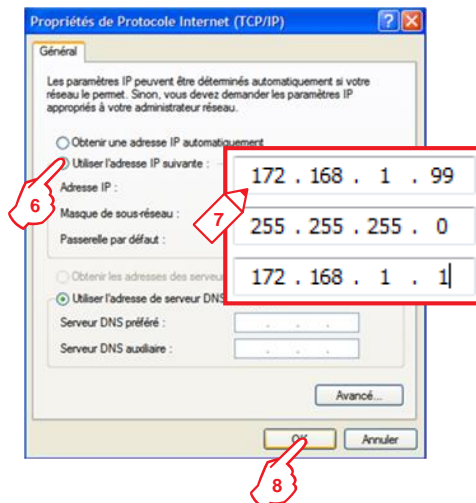 Propriétés de Protocole Internet (TCP/IP)
Général
Les paramètres IP peuvent être déterminés automatiquement si votre
réseau le permet. Sinon, vous devez demander les paramètres IP
appropriés à votre administrateur réseau.
Obtenir une adresse IP automatiquement
Utiliser l'adresse IP suivante :
6
Adresse IP :
172 . 168 . 1 . 99
7
Masque de sous-réseau :
255 . 255 . 255 . 0
Passerelle par défaut :
172 . 168 . 1 . 1
Obtenir les adresses des
Utiliser l'adresse de serveur DNS
Serveur DNS préféré :
Serveur DNS auxiliaire :
Avancé...
OK
Annuler
8